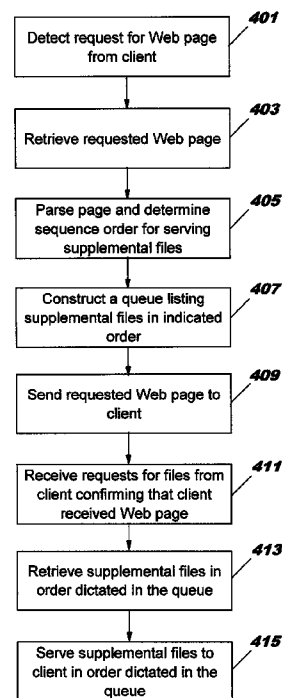 401
Detect request for Web page
from client
403
Retrieve requested Web page
405
Parse page and determine
sequence order for serving
supplemental files
407
Construct a queue listing
supplemental files in indicated
order
409
Send requested Web page to
client
411
Receive requests for files from
client confirming that client
received Web page
413
Retrieve supplemental files in
order dictated in the queue
415
Serve supplemental files to
client in order dictated in the
queue